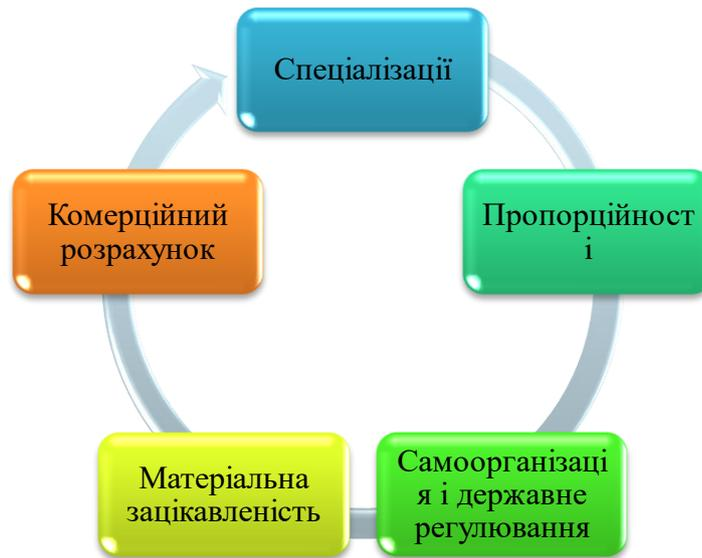 Спеціалізації
Пропорційност
і
Самоорганізаці
я і державне
регулювання
Матеріальна
зацікавленість
Комерційний
розрахунок